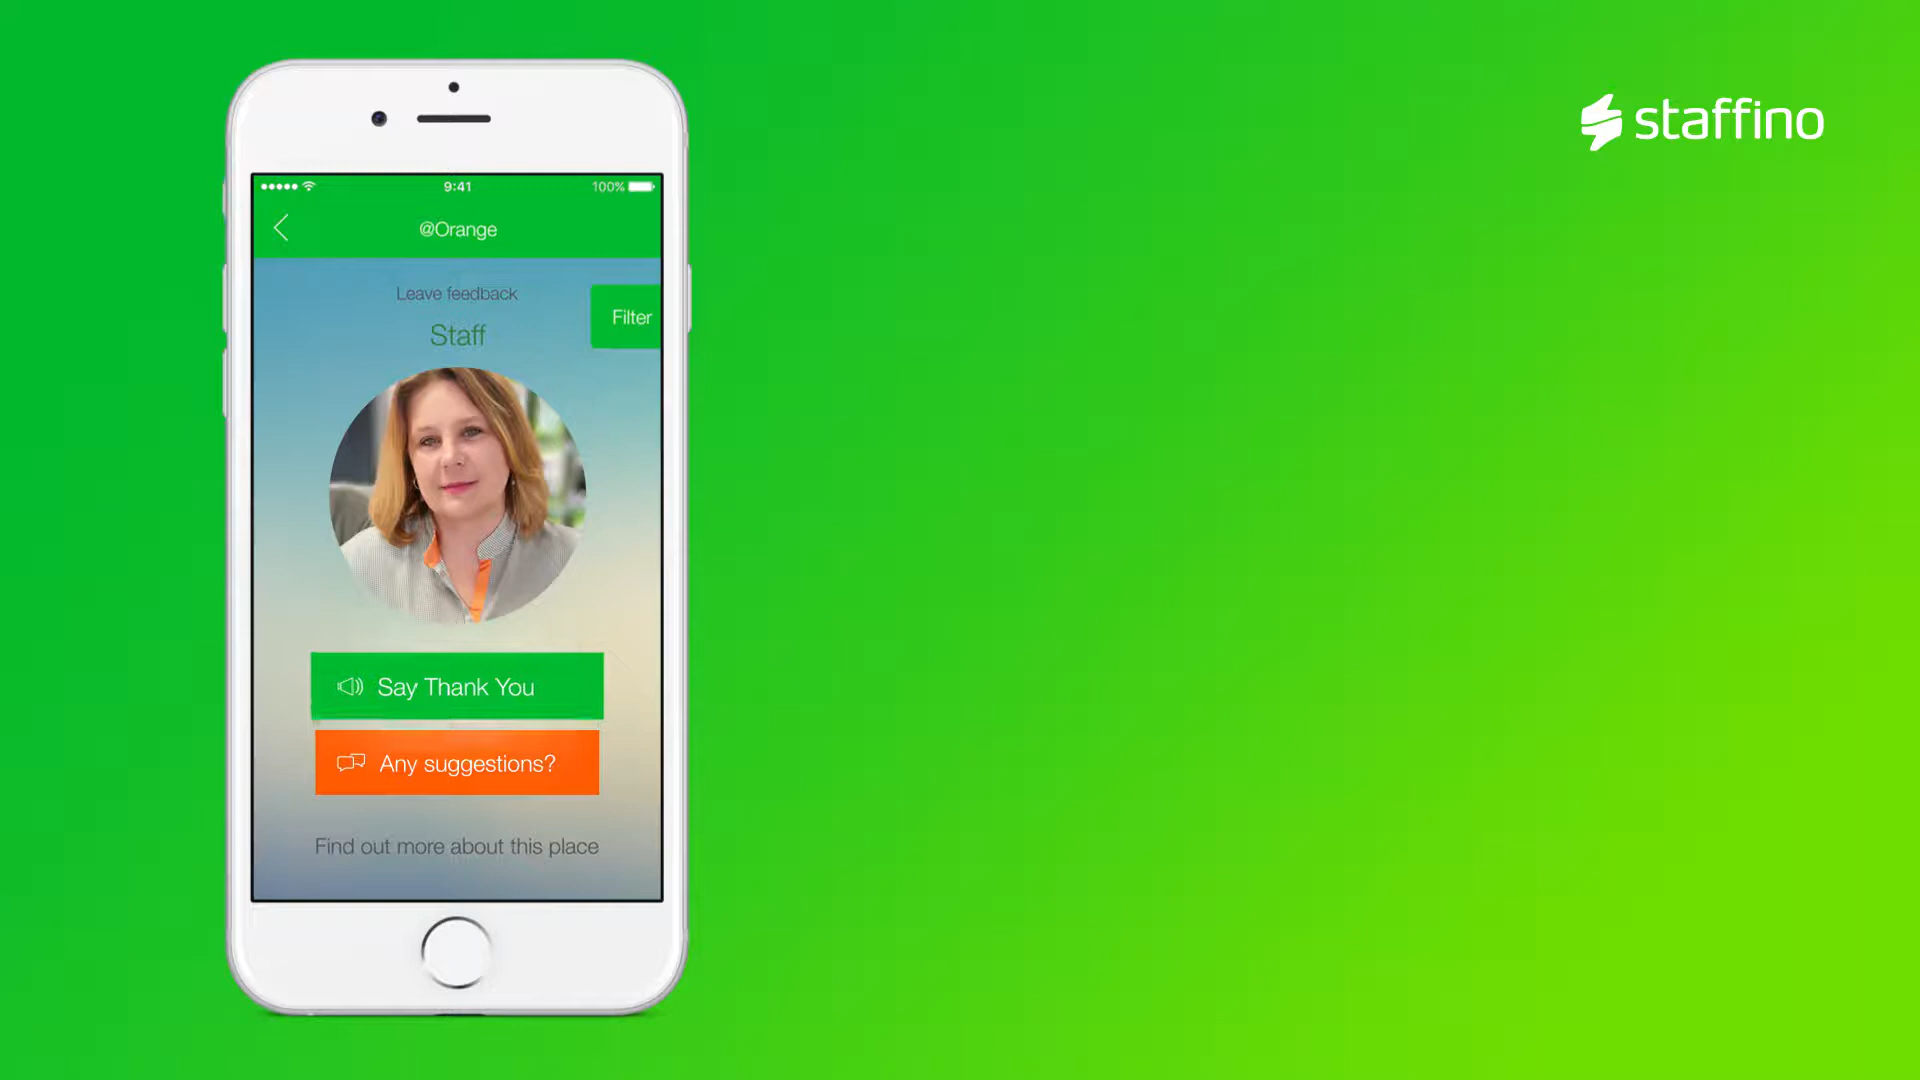 staffino
9:41
100%
@Orange
Leave feedback
Filter
Staff
Say Thank You
Any suggestions?
Find out more about this place